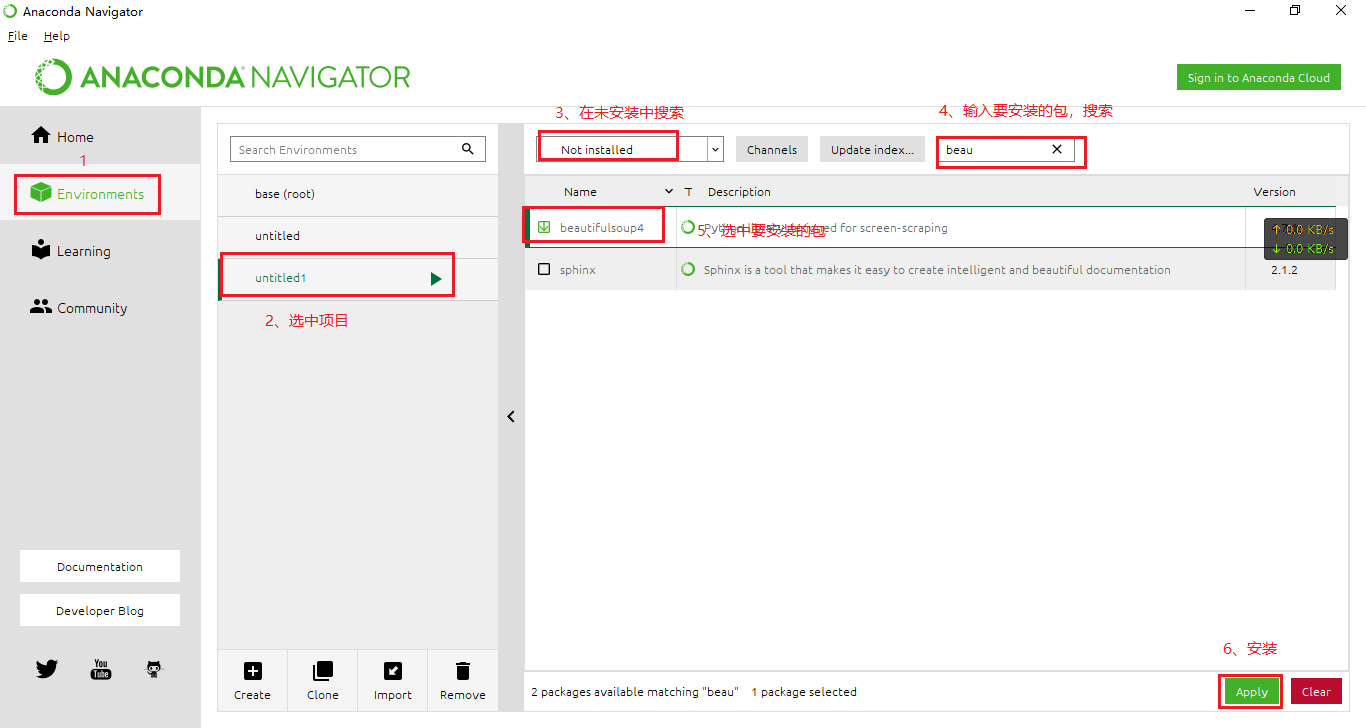 Anaconda Navigator
File Help
ANACONDA NAVIGATOR
Sign in to Anaconda Cloud
Home
1
Environments
Learning
Community
Documentation
Developer Blog
You
Tube
Search Environments
base (root)
untitled
untitled1
2、选中项目
Create Clone Import Remove
3、在未安装中搜索
4、输入要安装的包，搜索
Not installed
Channels
Update index...
beau
Name T Description Version
beautifulsoup4
for screen-scraping
5、选中要安装的包
↑ 0.0 KB/s
↓ 0.0 KB/s
sphinx Sphinx is a tool that makes it easy to create intelligent and beautiful documentation 2.1.2
6、安装
2 packages available matching "beau" 1 package selected
Apply
Clear